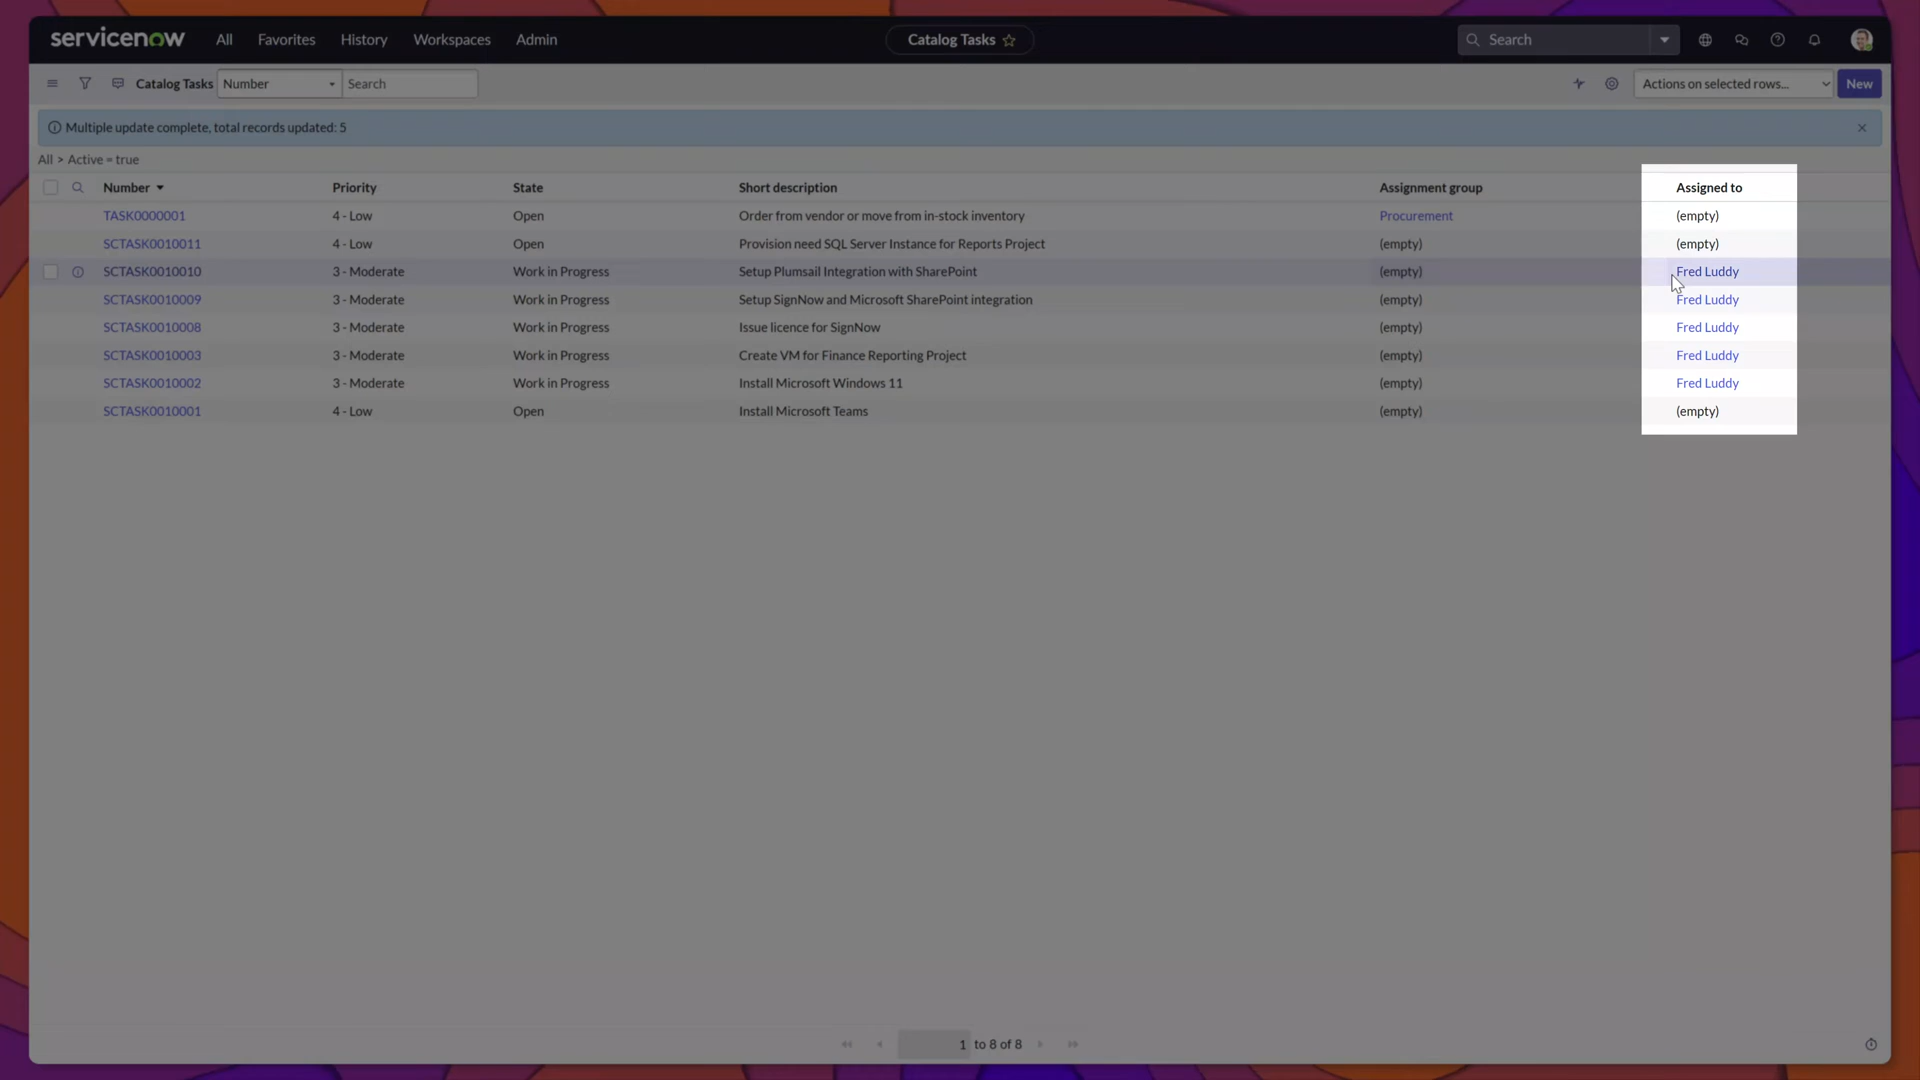 servicenow All Favorites History Workspaces Admin Catalog Tasks Search
Catalog Tasks Number Search Actions on selected rows... New
Multiple update complete, total records updated: 5
All > Active = true
Number Priority State Short description Assignment group Assigned to
TASK0000001 4 - Low Open Order from vendor or move from in-stock inventory Procurement (empty)
SCTASK0010011 4 - Low Open Provision need SQL Server Instance for Reports Project (empty) (empty)
SCTASK0010010 3 - Moderate Work in Progress Setup Plumsail Integration with SharePoint (empty) Fred Luddy
SCTASK0010009 3 - Moderate Work in Progress Setup SignNow and Microsoft SharePoint integration (empty) Fred Luddy
SCTASK0010008 3 - Moderate Work in Progress Issue licence for SignNow (empty) Fred Luddy
SCTASK0010003 3 - Moderate Work in Progress Create VM for Finance Reporting Project (empty) Fred Luddy
SCTASK0010002 3 - Moderate Work in Progress Install Microsoft Windows 11 (empty) Fred Luddy
SCTASK0010001 4 - Low Open Install Microsoft Teams (empty) (empty)
1 to 8 of 8